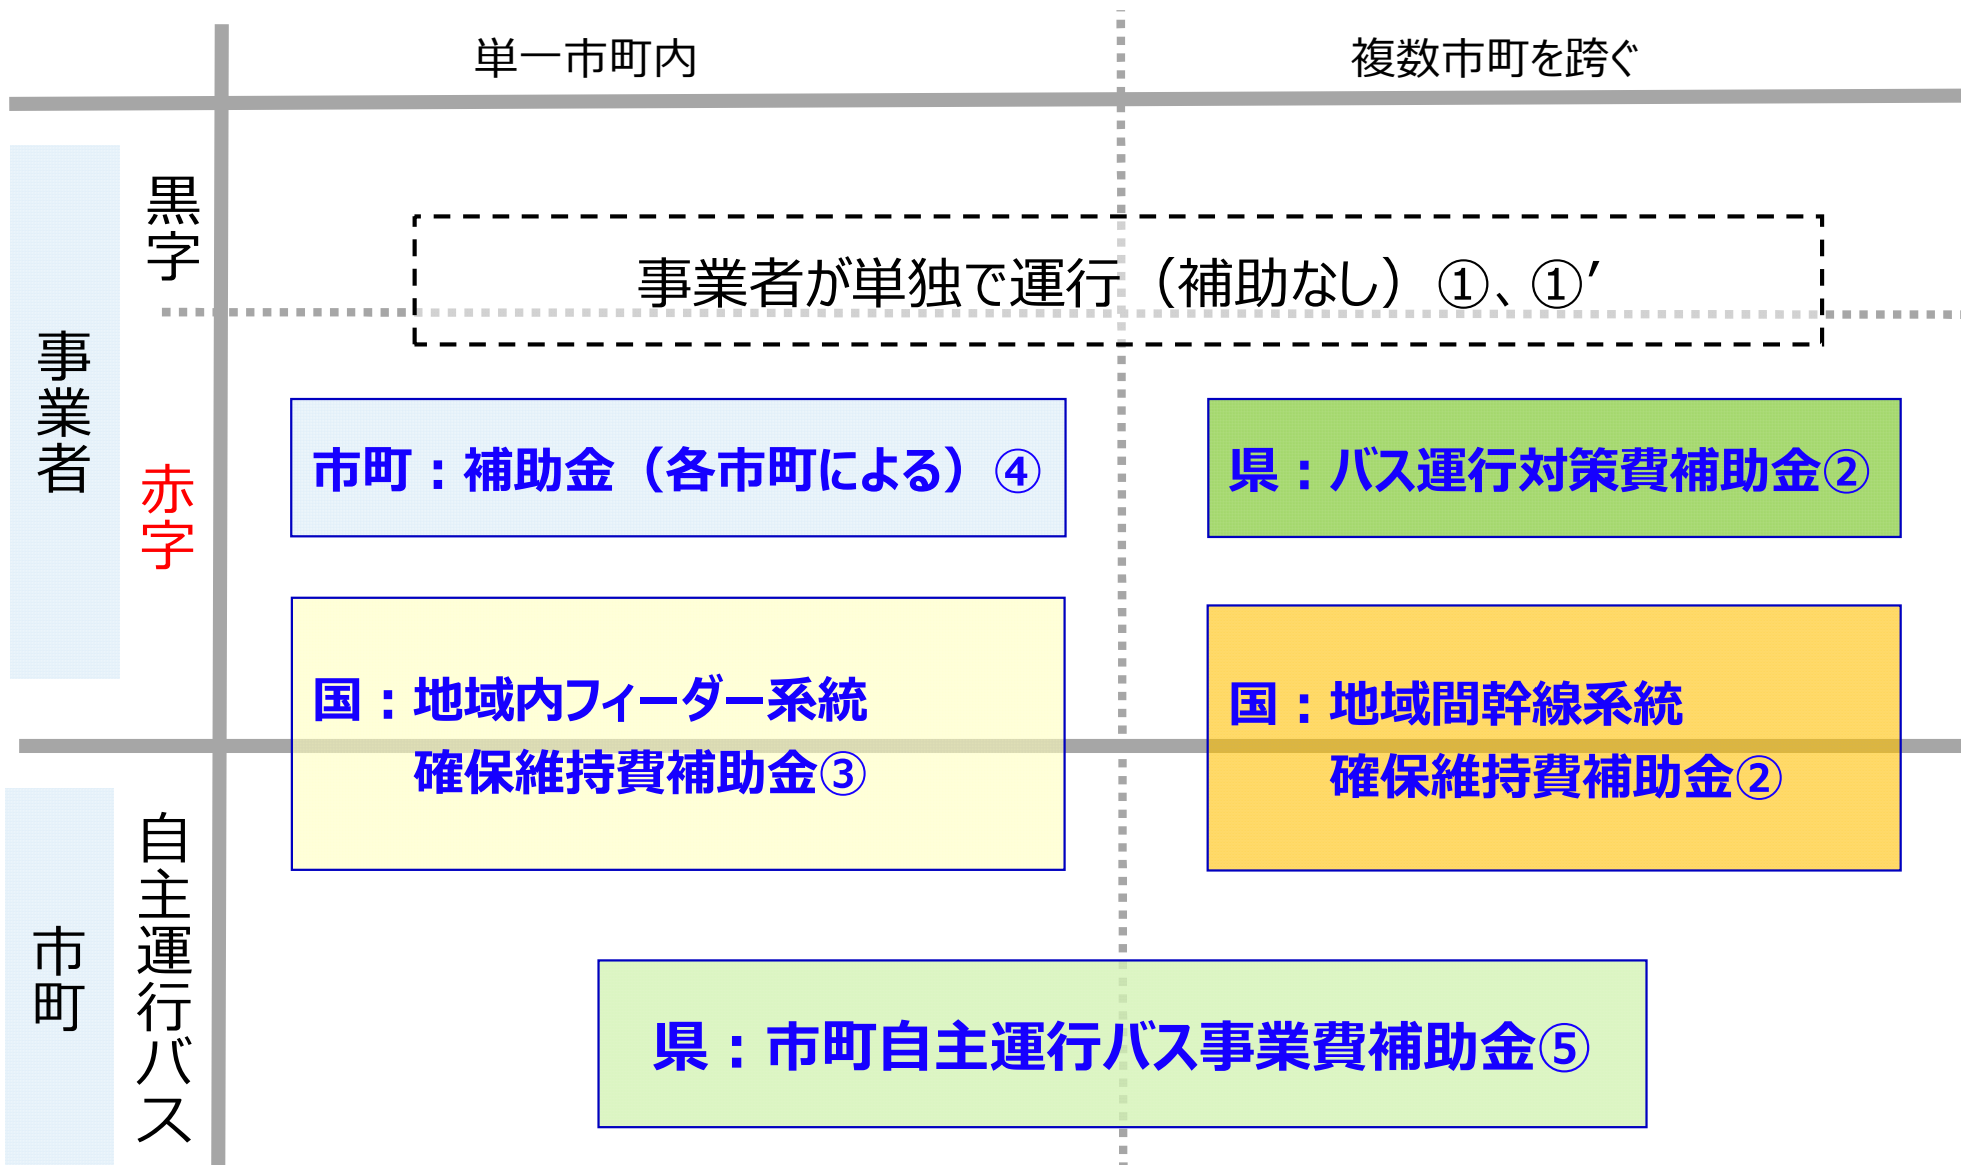 単一市町内
複数市町を跨ぐ
事業者
黒字
事業者が単独で運行（補助なし）①、①’
赤字
市町：補助金（各市町による）④
県：バス運行対策費補助金②
国：地域内フィーダー系統
確保維持費補助金③
国：地域間幹線系統
確保維持費補助金②
市町
自主運行バス
県：市町自主運行バス事業費補助金⑤